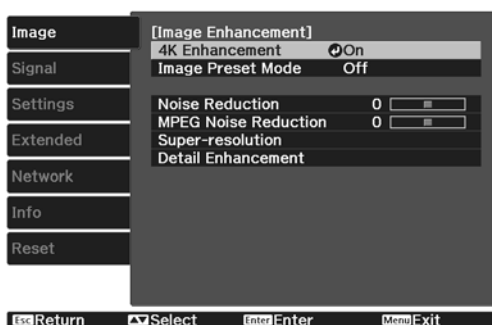 Image
Signal
Settings
Extended
Network
Info
Reset
[Image Enhancement]
4K Enhancement On
Image Preset Mode Off
Noise Reduction 0
MPEG Noise Reduction 0
Super-resolution
Detail Enhancement
Esc Return Select Enter Enter Menu Exit